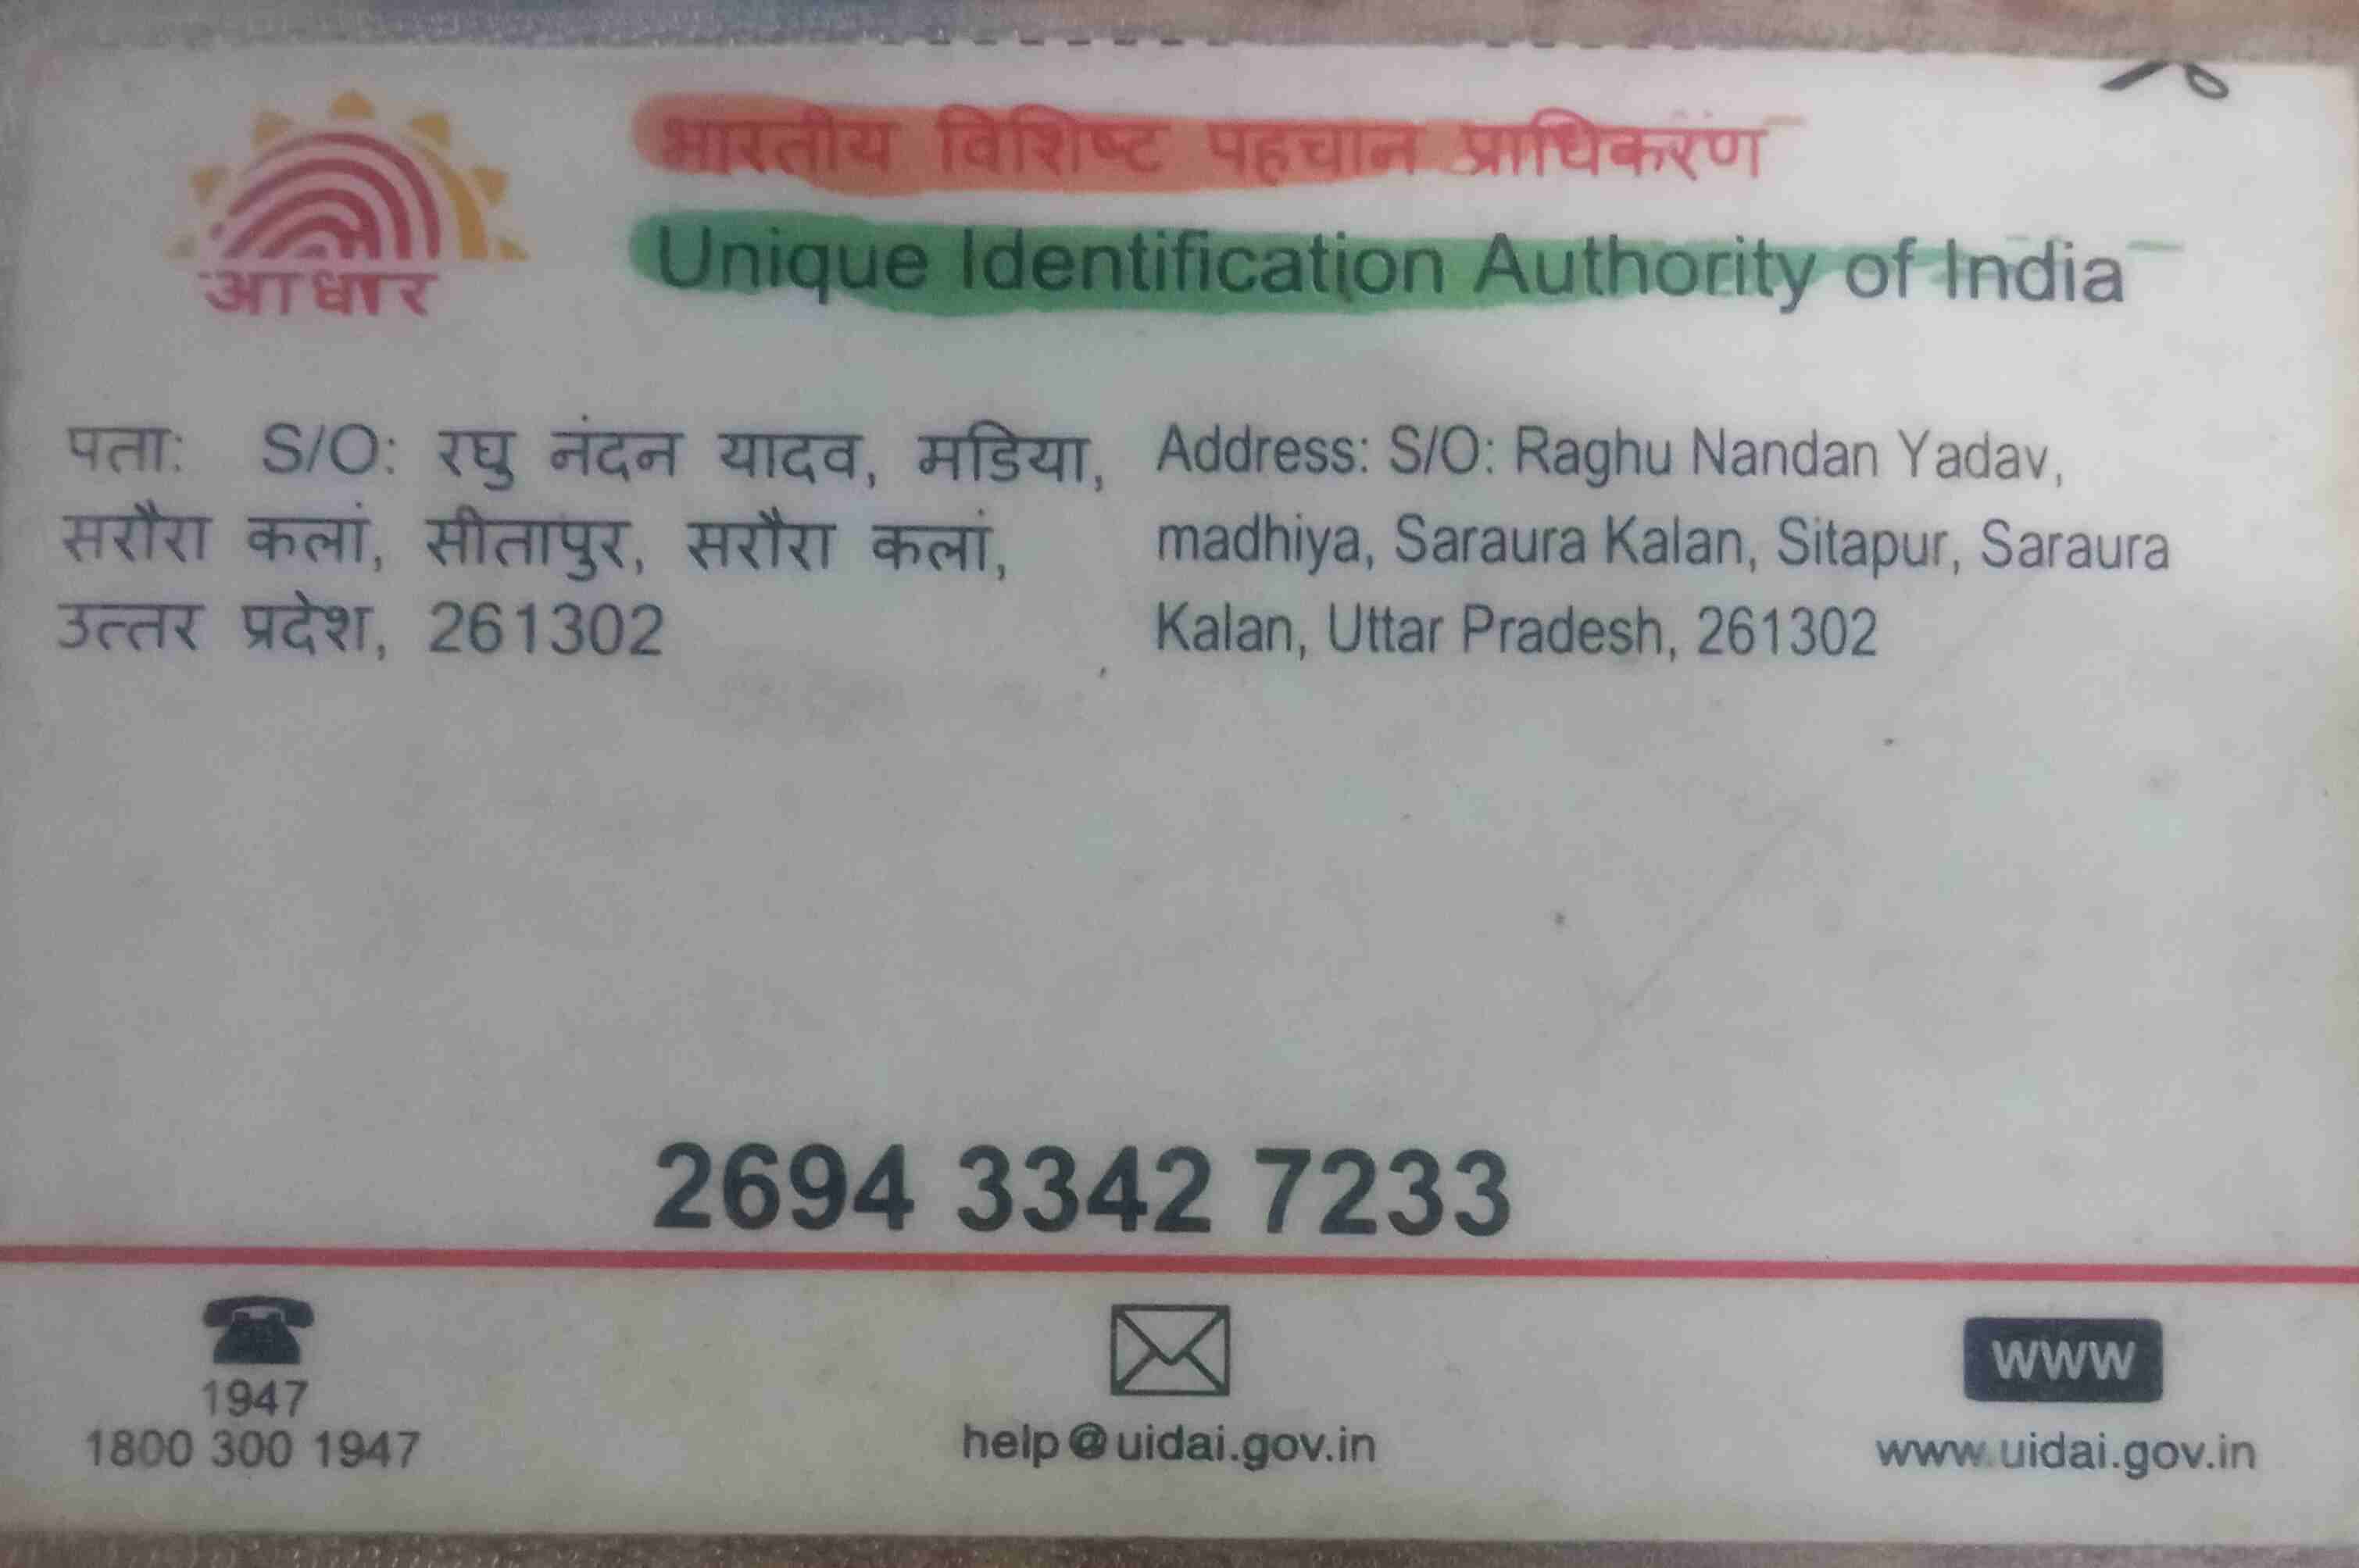 भारतीय विशिष्ट पहचान प्राधिकरण
Unique Identification Authority of India
आधार
पता: S/O: रघु नंदन यादव, मडिया,
सरौरा कलां, सीतापुर, सरौरा कलां,
उत्तर प्रदेश, 261302
Address: S/O: Raghu Nandan Yadav,
madhiya, Saraura Kalan, Sitapur, Saraura
Kalan, Uttar Pradesh, 261302
2694 3342 7233
1947
1800 300 1947
help@uidai.gov.in
WWW
www.uidai.gov.in